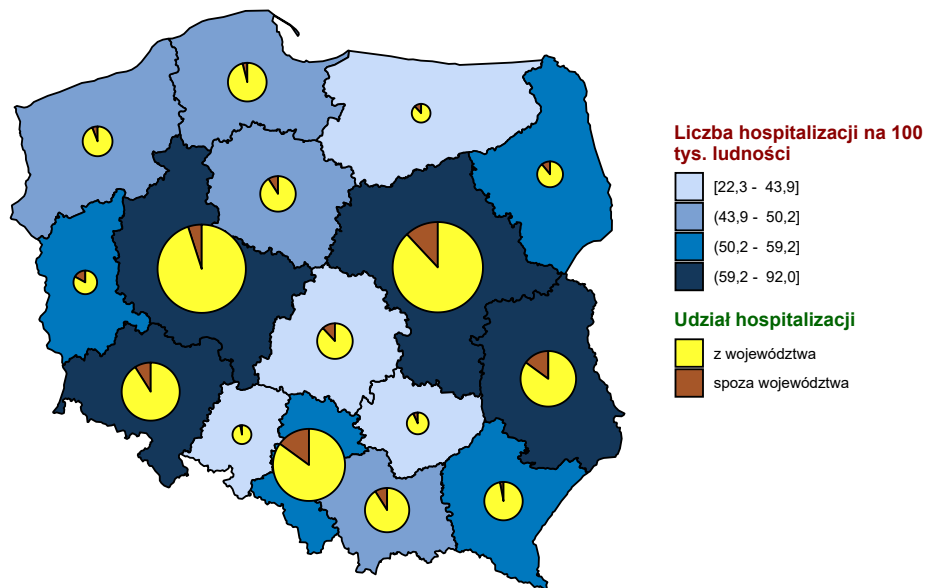 Liczba hospitalizacji na 100
tys. ludności
[22,3 - 43,9]
(43,9 - 50,2]
(50,2 - 59,2]
(59,2 - 92,0]
Udział hospitalizacji
z województwa
spoza województwa